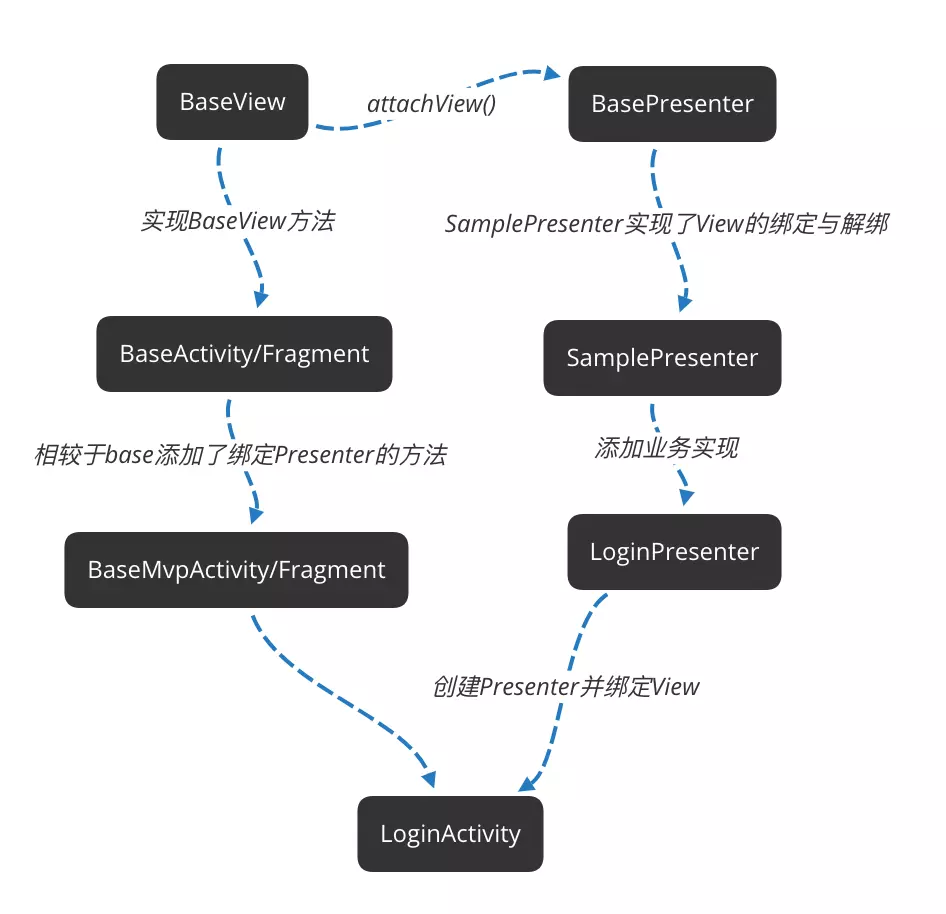 BaseView
attachView()
BasePresenter
实现BaseView方法
SamplePresenter实现了View的绑定与解绑
BaseActivity/Fragment
SamplePresenter
相较于base添加了绑定Presenter的方法
添加业务实现
BaseMvpActivity/Fragment
LoginPresenter
创建Presenter并绑定View
LoginActivity